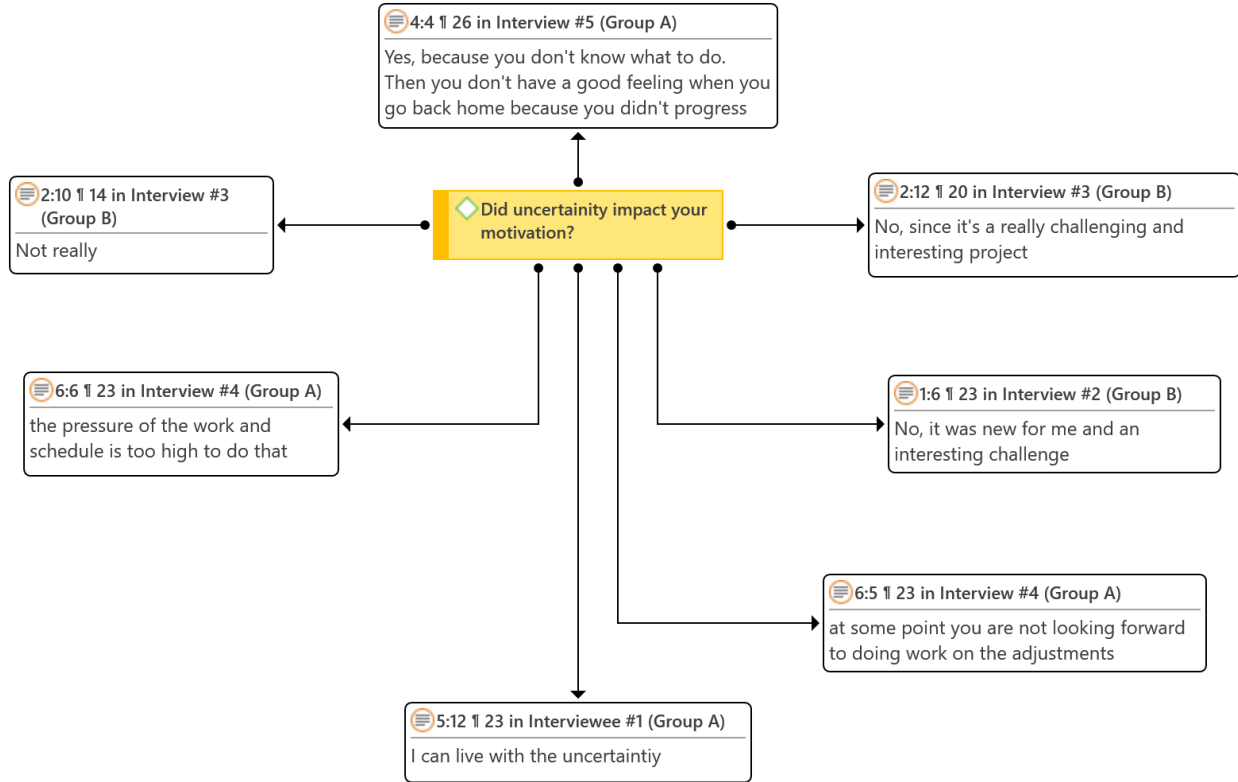 4:4 ¶ 26 in Interview #5 (Group A)
Yes, because you don't know what to do.
Then you don't have a good feeling when you
go back home because you didn't progress
2:10 ¶ 14 in Interview #3
(Group B)
Not really
Did uncertainity impact your
motivation?
2:12 ¶ 20 in Interview #3 (Group B)
No, since it's a really challenging and
interesting project
6:6 ¶ 23 in Interview #4 (Group A)
the pressure of the work and
schedule is too high to do that
1:6 ¶ 23 in Interview #2 (Group B)
No, it was new for me and an
interesting challenge
6:5 ¶ 23 in Interview #4 (Group A)
at some point you are not looking forward
to doing work on the adjustments
5:12 ¶ 23 in Interviewee #1 (Group A)
I can live with the uncertaintiy